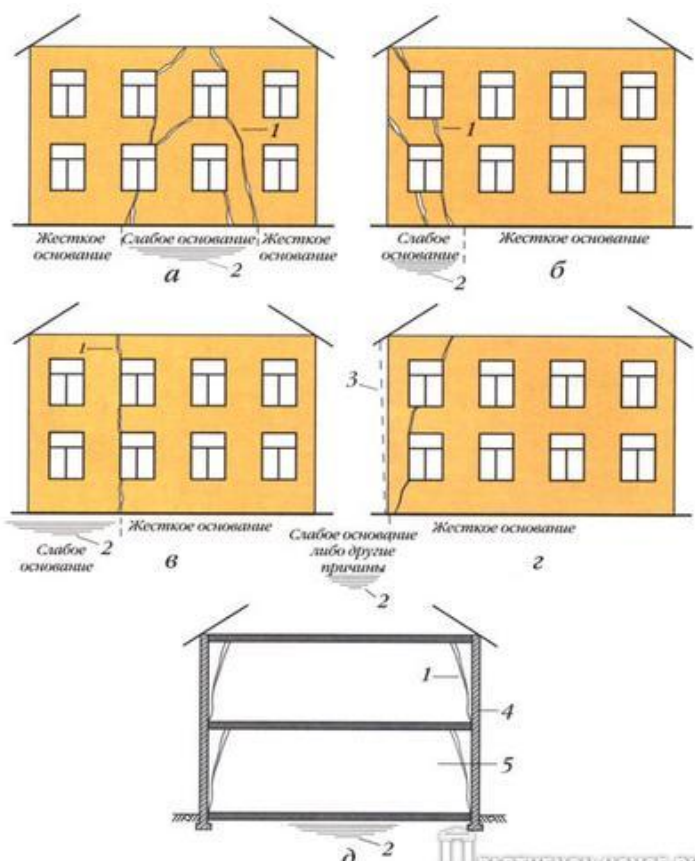 1
Жесткое основание
Слабое основание
Жесткое основание
2
а
1
Слабое основание
Жесткое основание
2
б
1
Жесткое основание
2
Слабое основание
в
3
Слабое основание
либо другие
причины
Жесткое основание
2
г
1
4
5
2
д